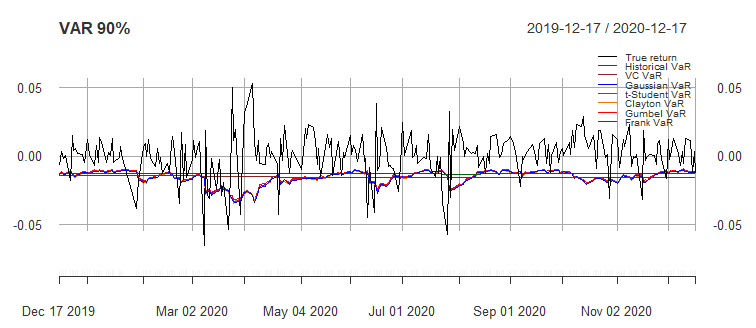 VAR 90%
2019-12-17 / 2020-12-17
True return
Historical VaR
VC VaR
Gaussian VaR
t-Student VaR
Clayton VaR
Gumbel VaR
Frank VaR
0.05 0.05
0.00 0.00
-0.05 -0.05
Dec 17 2019 Mar 02 2020 May 04 2020 Jul 01 2020 Sep 01 2020 Nov 02 2020